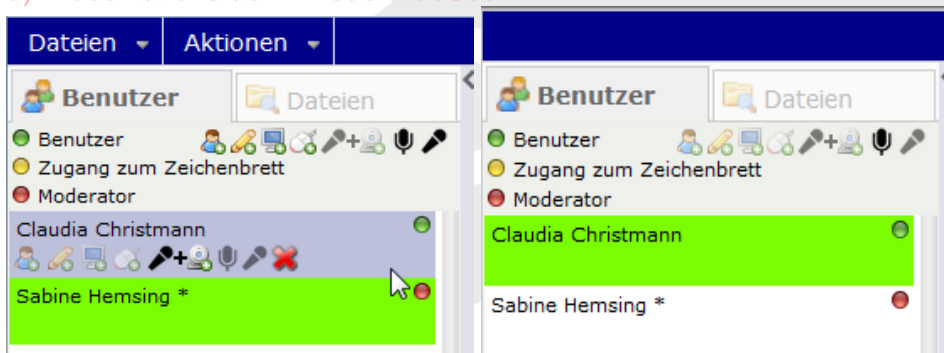 Dateien Aktionen
Benutzer Dateien
Benutzer
Zugang zum Zeichenbrett
Moderator
Claudia Christmann
Sabine Hemsing *
Benutzer Dateien
Benutzer
Zugang zum Zeichenbrett
Moderator
Claudia Christmann
Sabine Hemsing *